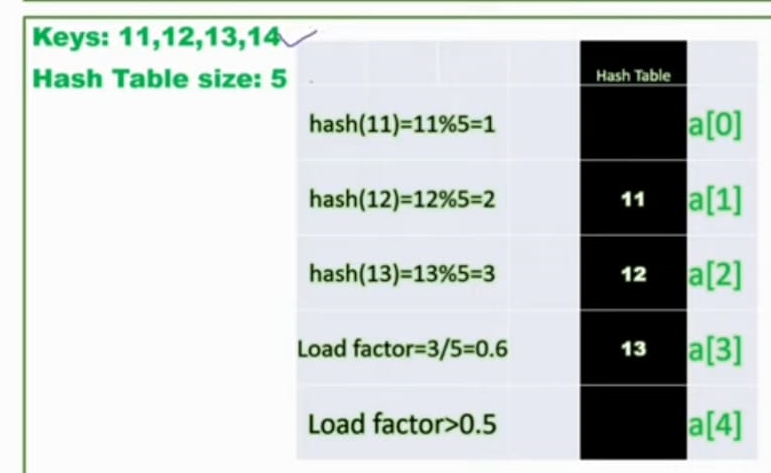 Keys: 11,12,13,14
Hash Table size: 5
Hash Table
hash(11)=11%5=1
a[0]
hash(12)=12%5=2 11 a[1]
hash(13)=13%5=3 12 a[2]
Load factor=3/5=0.6 13 a[3]
Load factor>0.5 a[4]